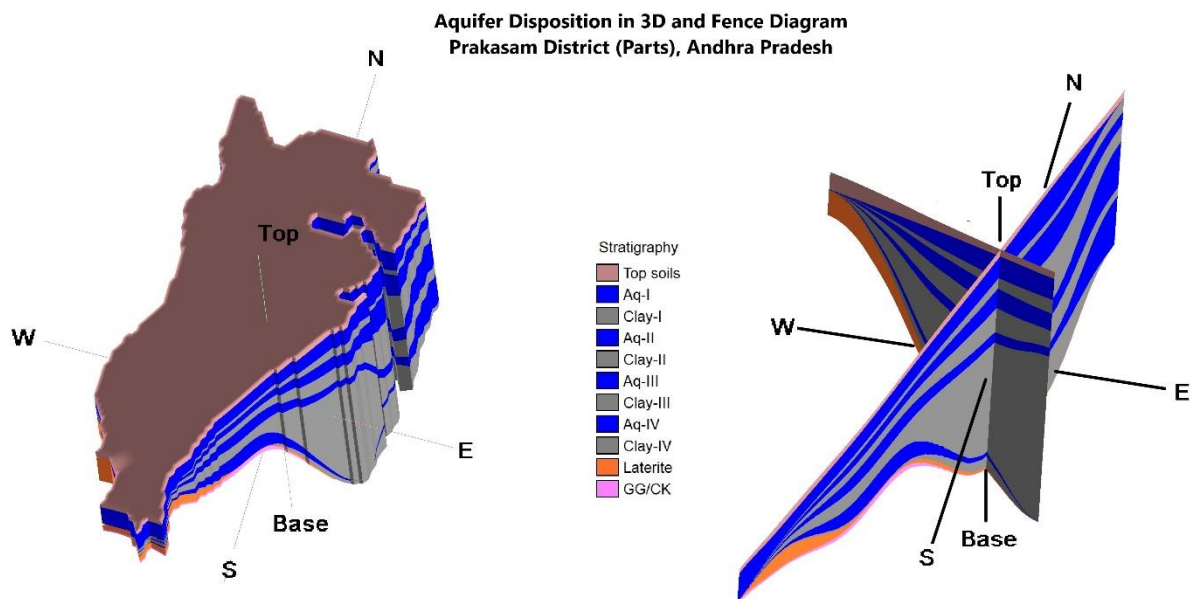 Aquifer Disposition in 3D and Fence Diagram
Prakasam District (Parts), Andhra Pradesh
N
Top
W
E
Base
S
Stratigraphy
Top soils
Aq-I
Clay-I
Aq-II
Clay-II
Aq-III
Clay-III
Aq-IV
Clay-IV
Laterite
GG/CK
N
Top
W
E
Base
S